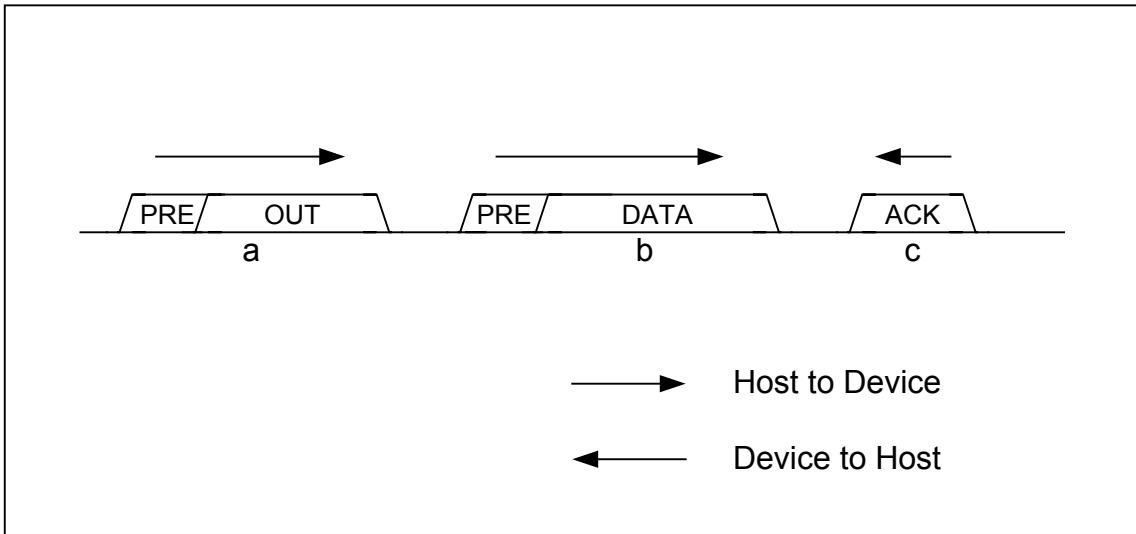 PRE OUT PRE DATA ACK
a b c
Host to Device
Device to Host